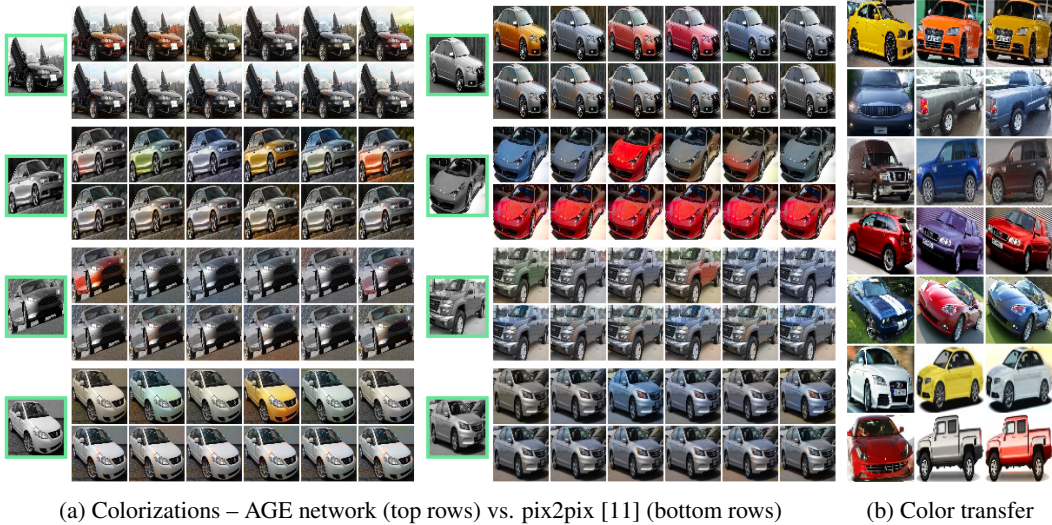 (a) Colorizations – AGE network (top rows) vs. pix2pix [11] (bottom rows)
(b) Color transfer